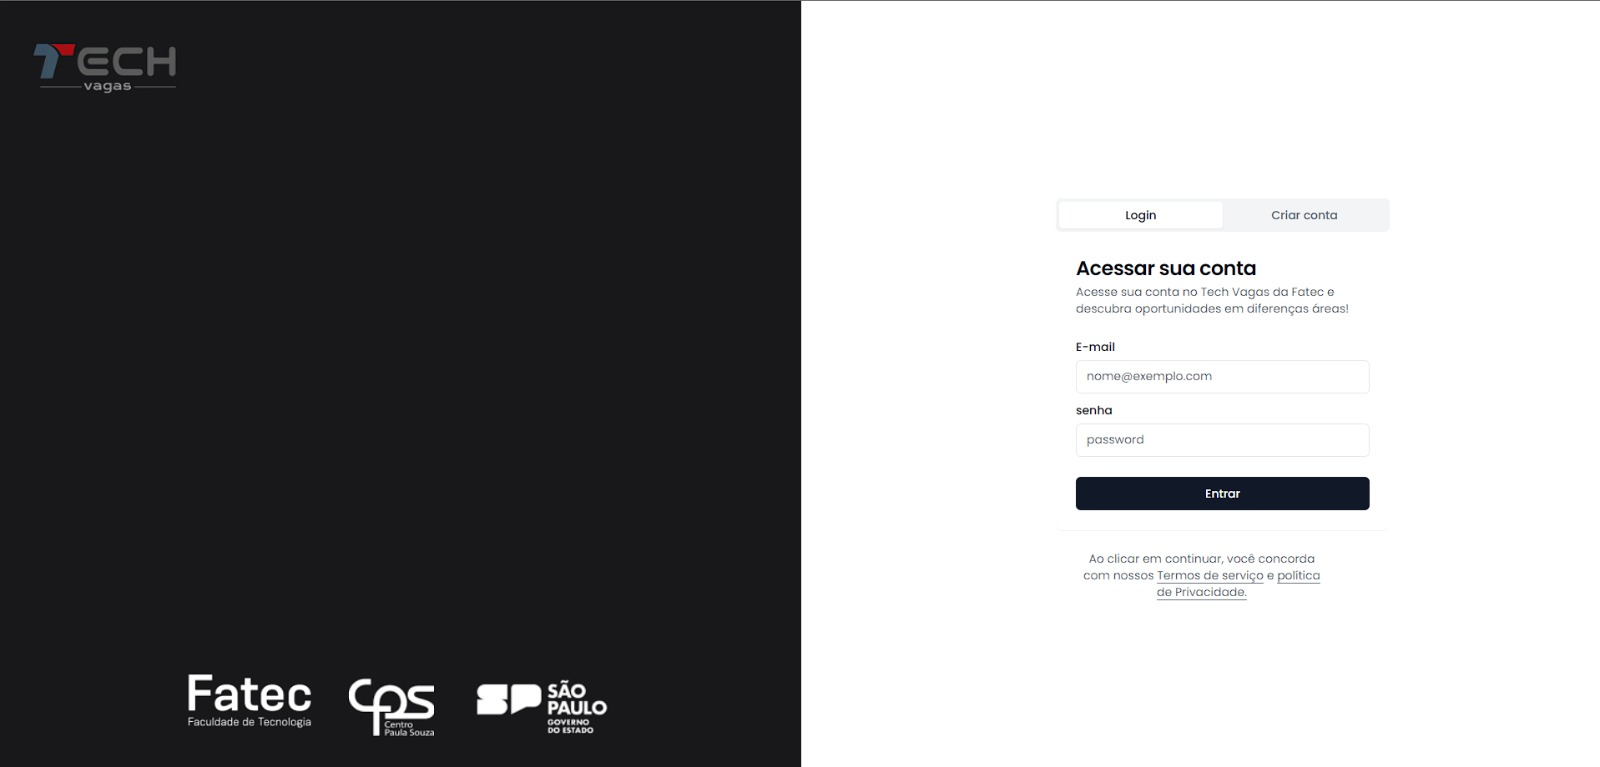 TECH
vagas
Fatec
Faculdade de Tecnologia
CPS
Centro
Paula Souza
SP
SÃO
PAULO
GOVERNO
DO ESTADO
Login
Criar conta
Acessar sua conta
Acesse sua conta no Tech Vagas da Fatec e
descubra oportunidades em diferenças áreas!
E-mail
nome@exemplo.com
senha
password
Entrar
Ao clicar em continuar, você concorda
com nossos Termos de serviço e política
de Privacidade.